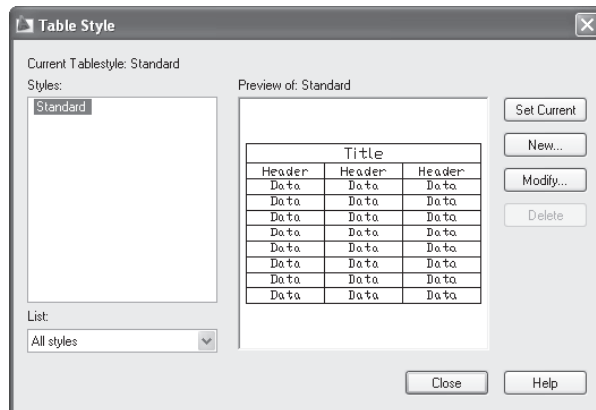 Table Style
Current Tablestyle: Standard
Styles:
Standard
List:
All styles
Preview of: Standard
Title
Header Header Header
Data Data Data
Data Data Data
Data Data Data
Data Data Data
Data Data Data
Data Data Data
Data Data Data
Data Data Data
Set Current
New...
Modify...
Delete
Close
Help